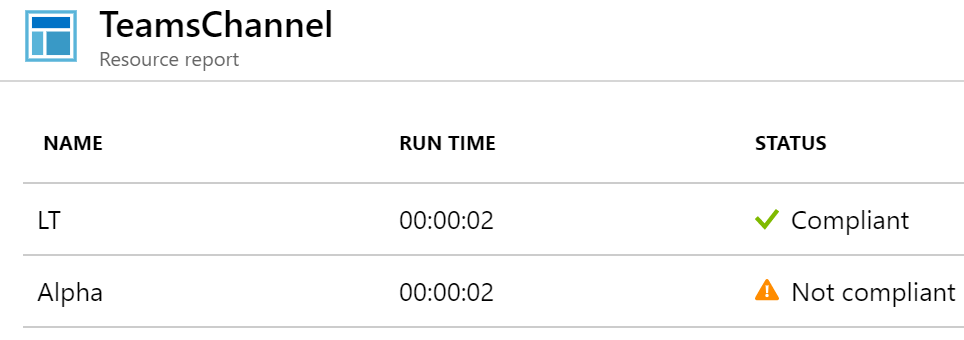 TeamsChannel
Resource report
NAME RUN TIME STATUS
LT 00:00:02 Compliant
Alpha 00:00:02 Not compliant